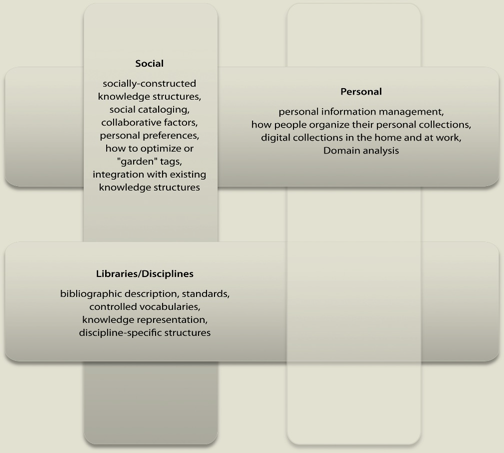 Social
socially-constructed
knowledge structures,
social cataloging,
collaborative factors,
personal preferences,
how to optimize or
"garden" tags,
integration with existing
knowledge structures
Personal
personal information management,
how people organize their personal collections,
digital collections in the home and at work,
Domain analysis
Libraries/Disciplines
bibliographic description, standards,
controlled vocabularies,
knowledge representation,
discipline-specific structures